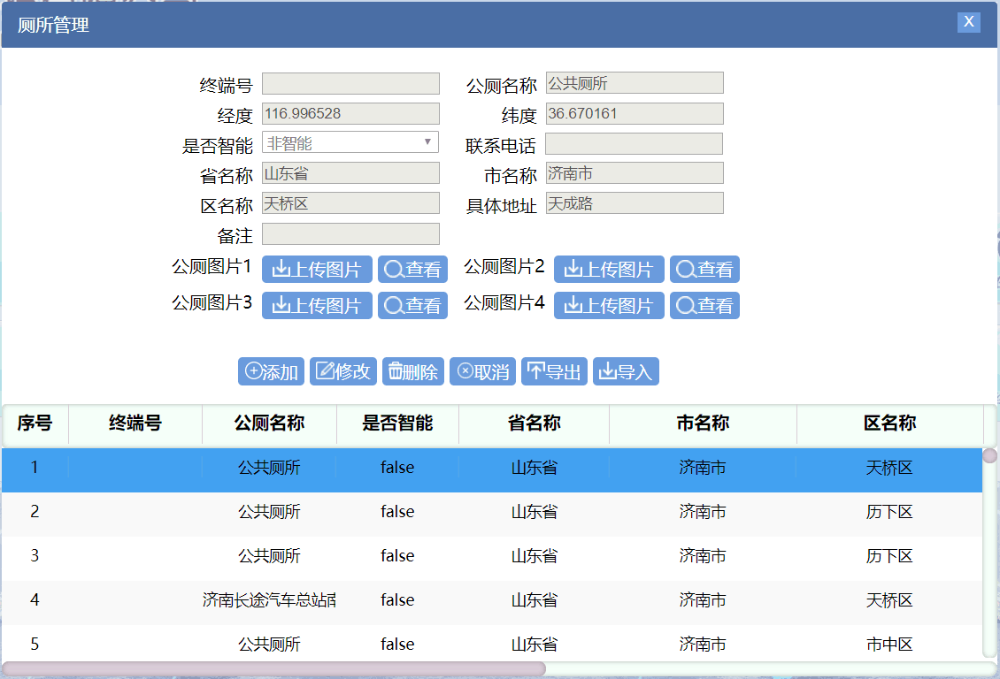 厕所管理 X
终端号 公厕名称 公共厕所
经度 116.996528 纬度 36.670161
是否智能 非智能 联系电话
省名称 山东省 市名称 济南市
区名称 天桥区 具体地址 天成路
备注
公厕图片1 上传图片 查看 公厕图片2 上传图片 查看
公厕图片3 上传图片 查看 公厕图片4 上传图片 查看
添加 修改 删除 取消 导出 导入
序号 终端号 公厕名称 是否智能 省名称 市名称 区名称
1 公共厕所 false 山东省 济南市 天桥区
2 公共厕所 false 山东省 济南市 历下区
3 公共厕所 false 山东省 济南市 历下区
4 济南长途汽车总站 false 山东省 济南市 天桥区
5 公共厕所 false 山东省 济南市 市中区